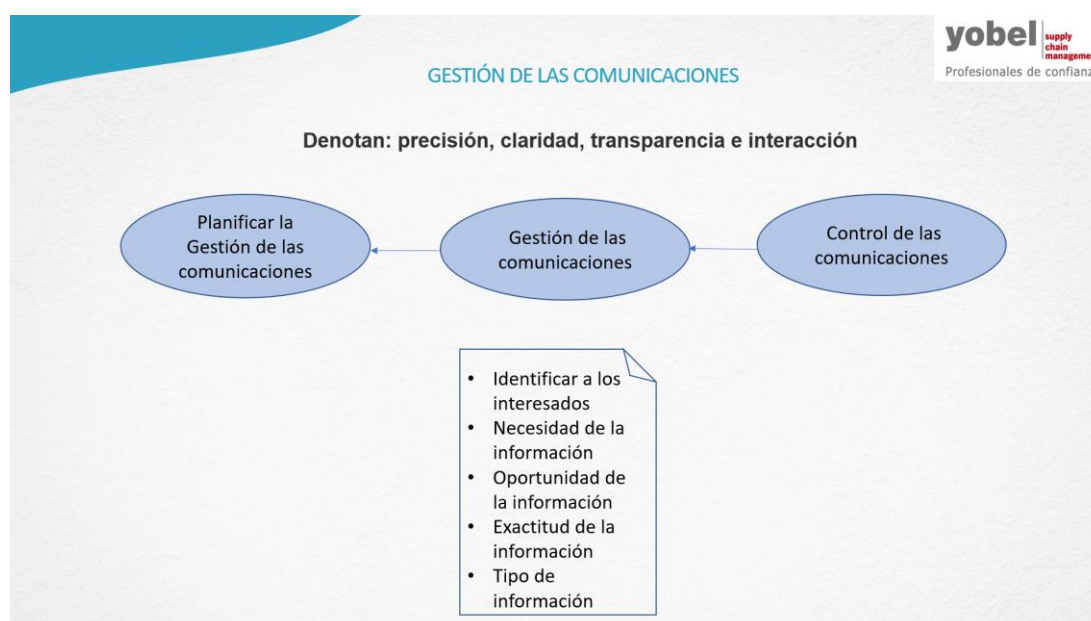 yobel supply
chain
manageme
Profesionales de confianz
GESTIÓN DE LAS COMUNICACIONES
Denotan: precisión, claridad, transparencia e interacción
Planificar la
Gestión de las
comunicaciones
Gestión de las
comunicaciones
Control de las
comunicaciones
• Identificar a los
interesados
• Necesidad de la
información
• Oportunidad de
la información
• Exactitud de la
información
• Tipo de
información